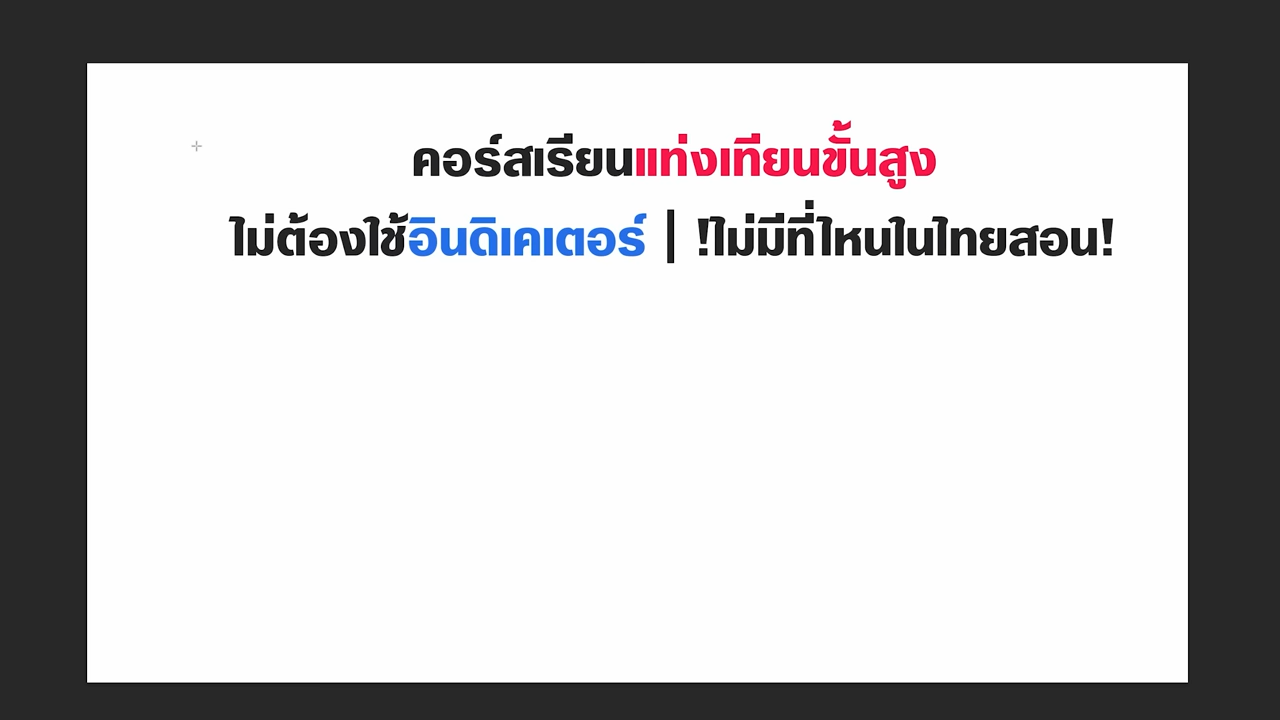 คอร์สเรียนแท่งเทียนขั้นสูง
ไม่ต้องใช้อินดิเคเตอร์ | !ไม่มีที่ไหนในไทยสอน!